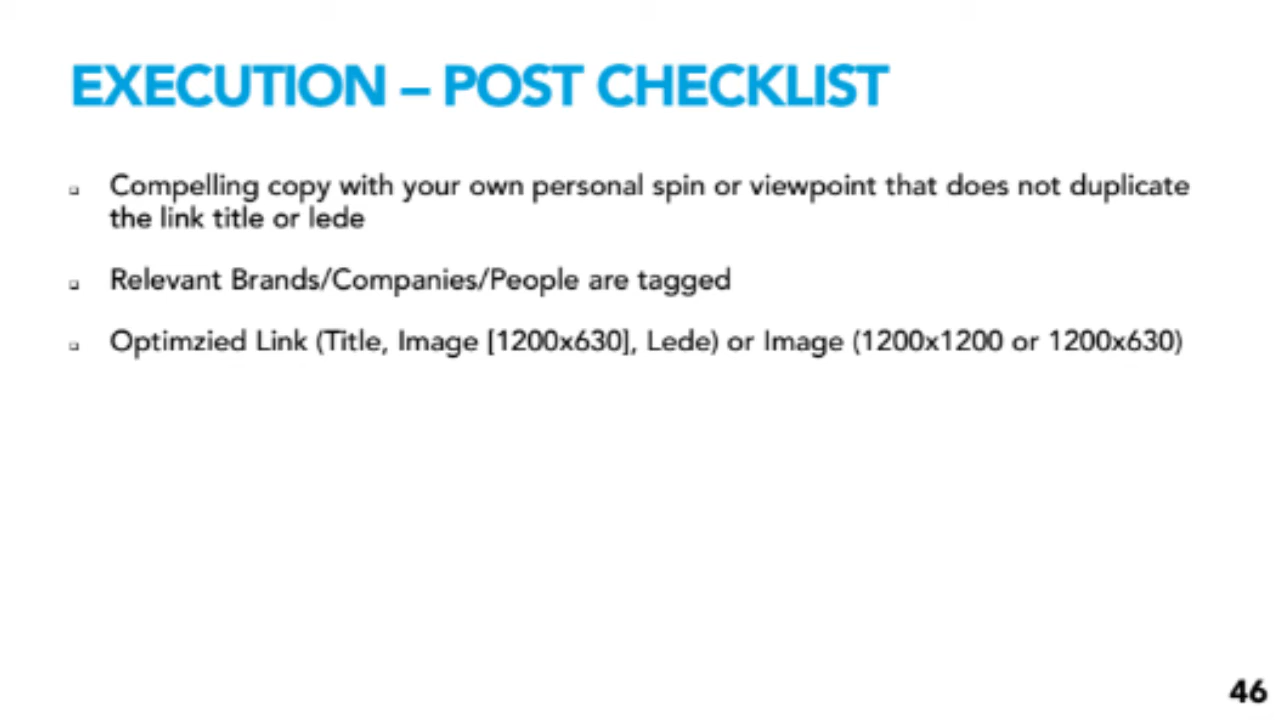 EXECUTION – POST CHECKLIST
Compelling copy with your own personal spin or viewpoint that does not duplicate
the link title or lede
Relevant Brands/Companies/People are tagged
Optimzied Link (Title, Image [1200x630], Lede) or Image (1200x1200 or 1200x630)
46